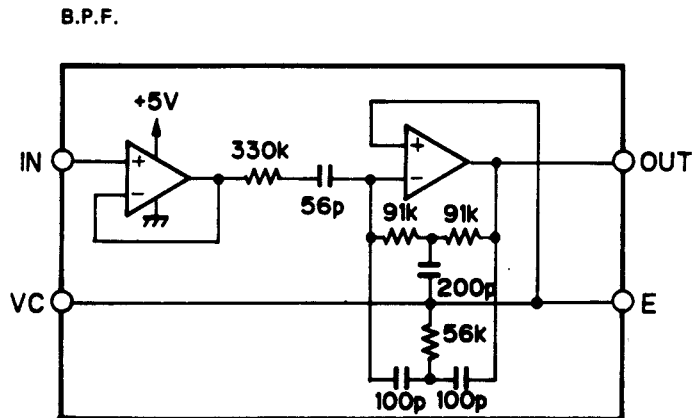 B.P.F.
+5V
IN
+
−
330k
56p
+
−
OUT
91k
91k
200p
VC
E
56k
100p
100p